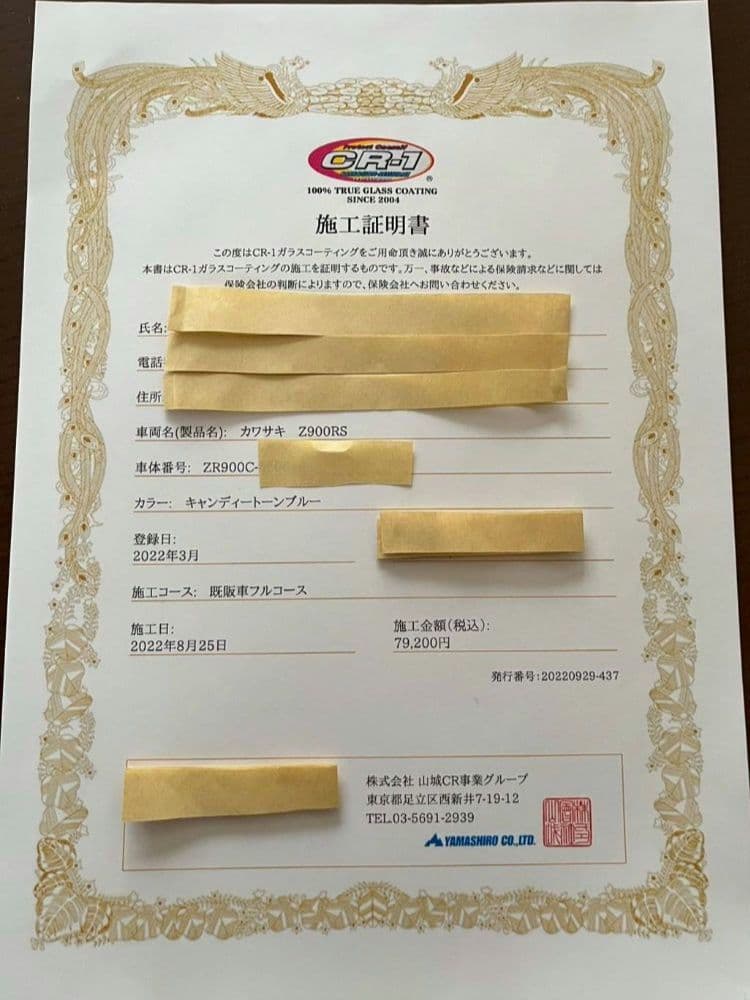 Protect Oneself
CR-1
®
100% TRUE GLASS COATING
SINCE 2004
施工証明書
この度はCR-1ガラスコーティングをご用命頂き誠にありがとうございます。
本書はCR-1ガラスコーティングの施工を証明するものです。万一、事故などによる保険請求などに関しては
保険会社の判断によりますので、保険会社へお問い合わせください。
氏名:
電話
住所
車両名(製品名): カワサキ Z900RS
車体番号: ZR900C-
カラー: キャンディートーンブルー
登録日:
2022年3月
施工コース: 既販車フルコース
施工日:
2022年8月25日
施工金額(税込):
79,200円
発行番号:20220929-437
株式会社 山城CR事業グループ
東京都足立区西新井7-19-12
TEL.03-5691-2939
YAMASHIRO CO.,LTD.